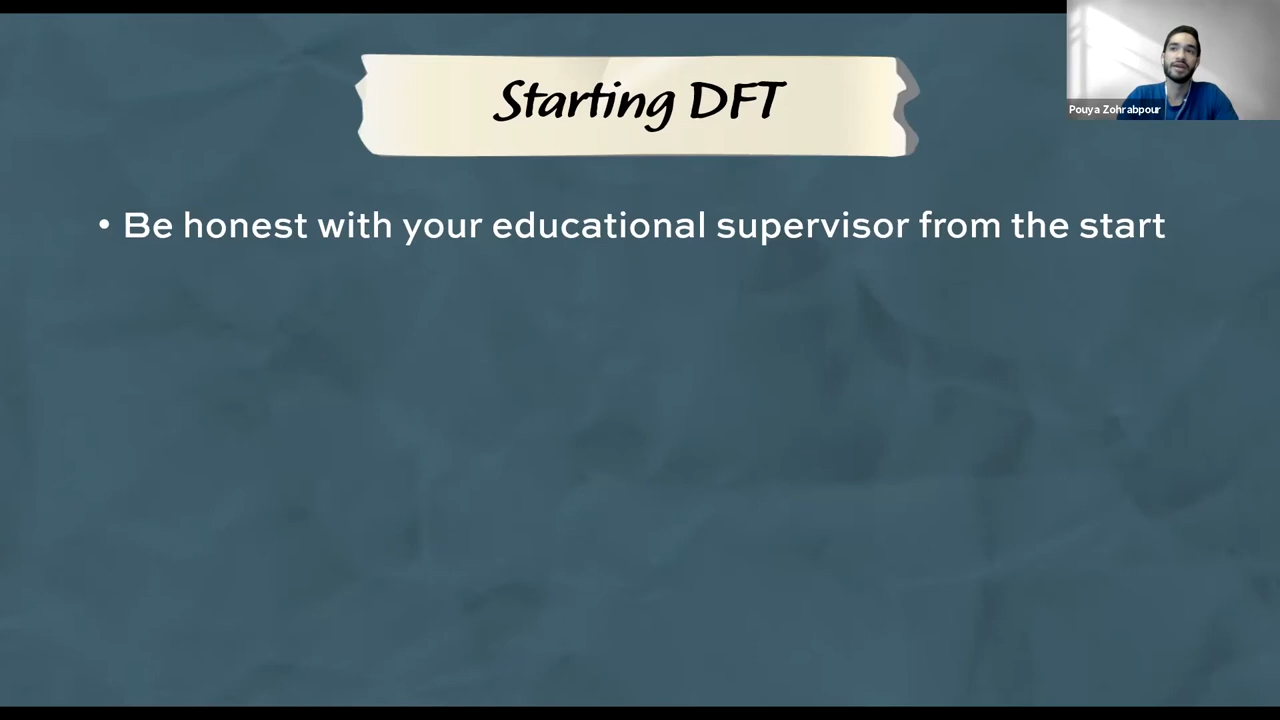 Starting DFT
Pouya Zohrabpour
• Be honest with your educational supervisor from the start